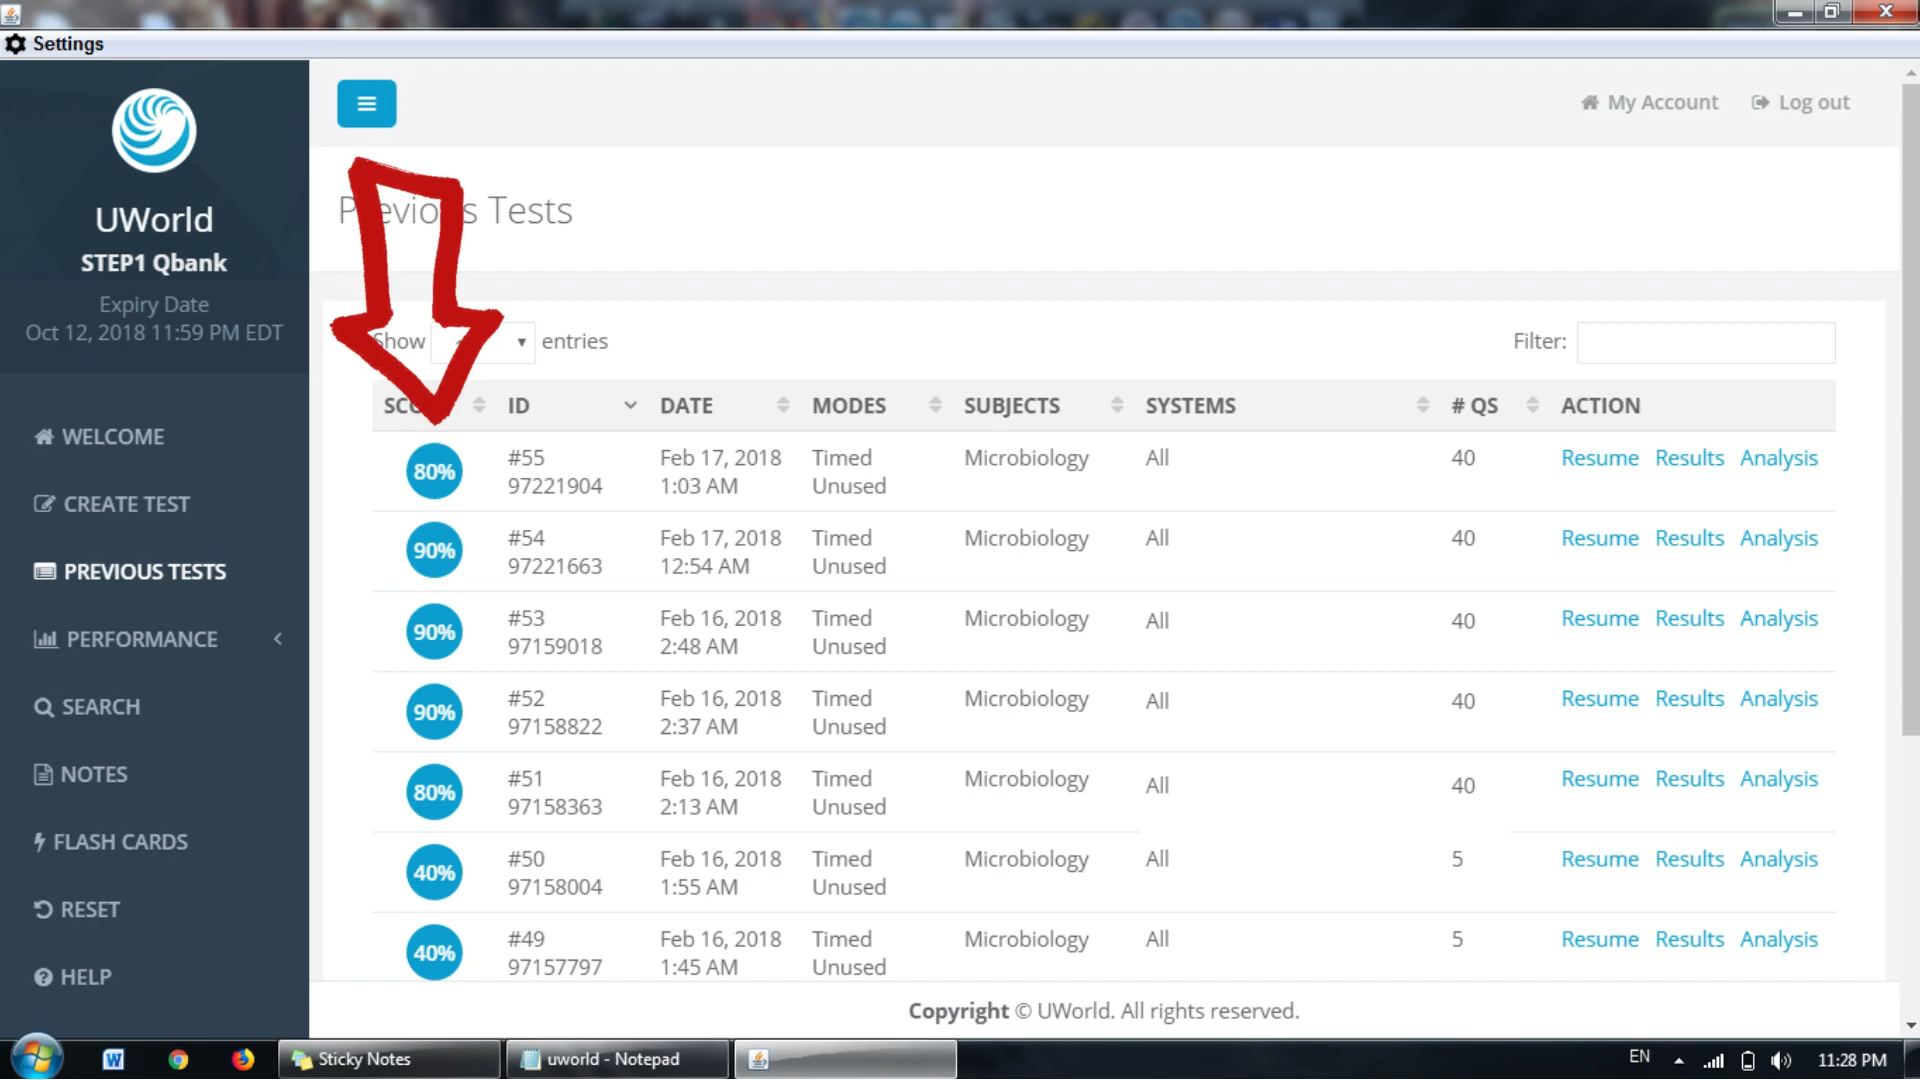 Settings
UWorld
STEP1 Qbank
Expiry Date
Oct 12, 2018 11:59 PM EDT
WELCOME
CREATE TEST
PREVIOUS TESTS
PERFORMANCE
SEARCH
NOTES
FLASH CARDS
RESET
HELP
My Account Log out
Previous Tests
Show entries Filter:
ID DATE MODES SUBJECTS SYSTEMS # QS ACTION
80% #55 Feb 17, 2018 Timed Microbiology All 40 Resume Results Analysis
97221904 1:03 AM Unused
90% #54 Feb 17, 2018 Timed Microbiology All 40 Resume Results Analysis
97221663 12:54 AM Unused
90% #53 Feb 16, 2018 Timed Microbiology All 40 Resume Results Analysis
97159018 2:48 AM Unused
90% #52 Feb 16, 2018 Timed Microbiology All 40 Resume Results Analysis
97158822 2:37 AM Unused
80% #51 Feb 16, 2018 Timed Microbiology All 40 Resume Results Analysis
97158363 2:13 AM Unused
40% #50 Feb 16, 2018 Timed Microbiology All 5 Resume Results Analysis
97158004 1:55 AM Unused
40% #49 Feb 16, 2018 Timed Microbiology All 5 Resume Results Analysis
97157797 1:45 AM Unused
Copyright © UWorld. All rights reserved.
Sticky Notes uworld - Notepad EN 11:28 PM